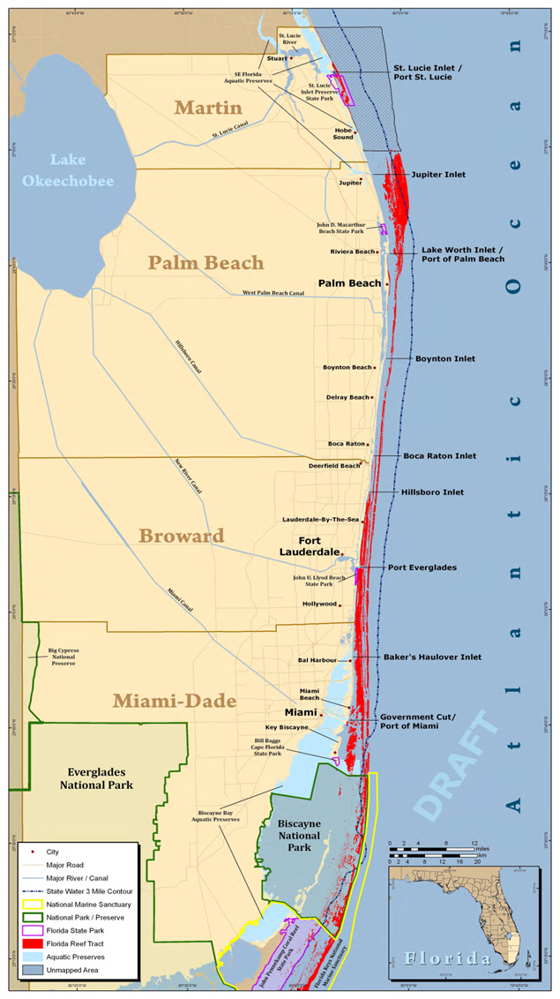 St. Lucie
River
Stuart
SE Florida
Aquatic Preserves
St. Lucie
Inlet Preserve
State Park
St. Lucie Inlet /
Port St. Lucie
Martin
St. Lucie Canal
Hobe
Sound
Lake
Okeechobee
Jupiter Inlet
Jupiter
John D. Macarthur
Beach State Park
Riviera Beach
Lake Worth Inlet /
Port of Palm Beach
Palm Beach
Palm Beach
West Palm Beach Canal
Hillsboro Canal
Boynton Inlet
Boynton Beach
Delray Beach
Boca Raton
Boca Raton Inlet
Deerfield Beach
New River Canal
Hillsboro Inlet
Lauderdale-By-The-Sea
Broward
Fort
Lauderdale
Port Everglades
John U. Llyod Beach
State Park
Miami Canal
Hollywood
Big Cypress
National
Preserve
Bal Harbour
Baker's Haulover Inlet
Miami-Dade
Miami
Beach
Miami
Government Cut/
Port of Miami
Key Biscayne
Bill Baggs
Cape Florida
State Park
Everglades
National Park
Biscayne Bay
Aquatic Preserves
Biscayne
National
Park
John Pennekamp Coral Reef
State Park
Florida Keys National
Marine Sanctuary
Atlantic Ocean
DRAFT
City
Major Road
Major River / Canal
State Water 3 Mile Contour
National Marine Sanctuary
National Park / Preserve
Florida State Park
Florida Reef Tract
Aquatic Preserves
Unmapped Area
0 2 4 8 12
miles
0 2 4 8 12 16 20
km
Florida